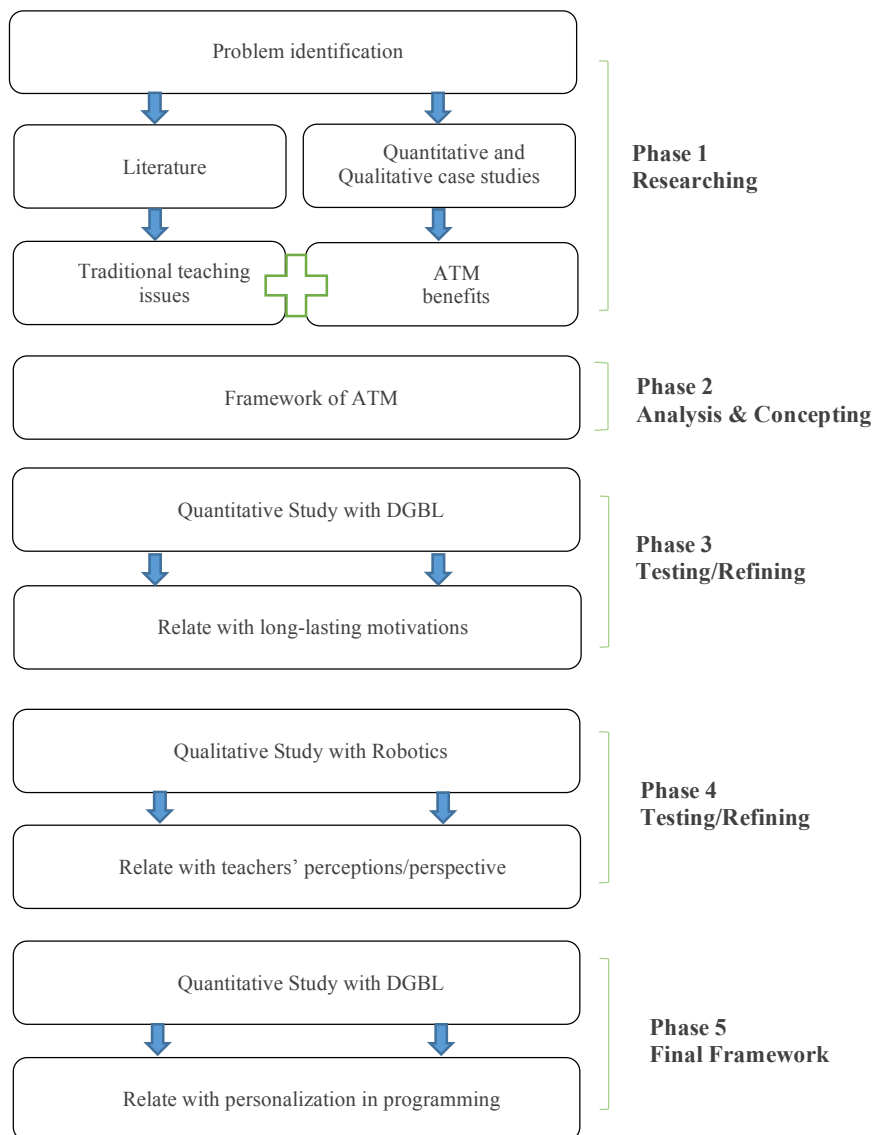 Problem identification
Literature
Quantitative and
Qualitative case studies
Phase 1
Researching
Traditional teaching
issues
ATM
benefits
Framework of ATM
Phase 2
Analysis & Concepting
Quantitative Study with DGBL
Phase 3
Testing/Refining
Relate with long-lasting motivations
Qualitative Study with Robotics
Phase 4
Testing/Refining
Relate with teachers’ perceptions/perspective
Quantitative Study with DGBL
Phase 5
Final Framework
Relate with personalization in programming